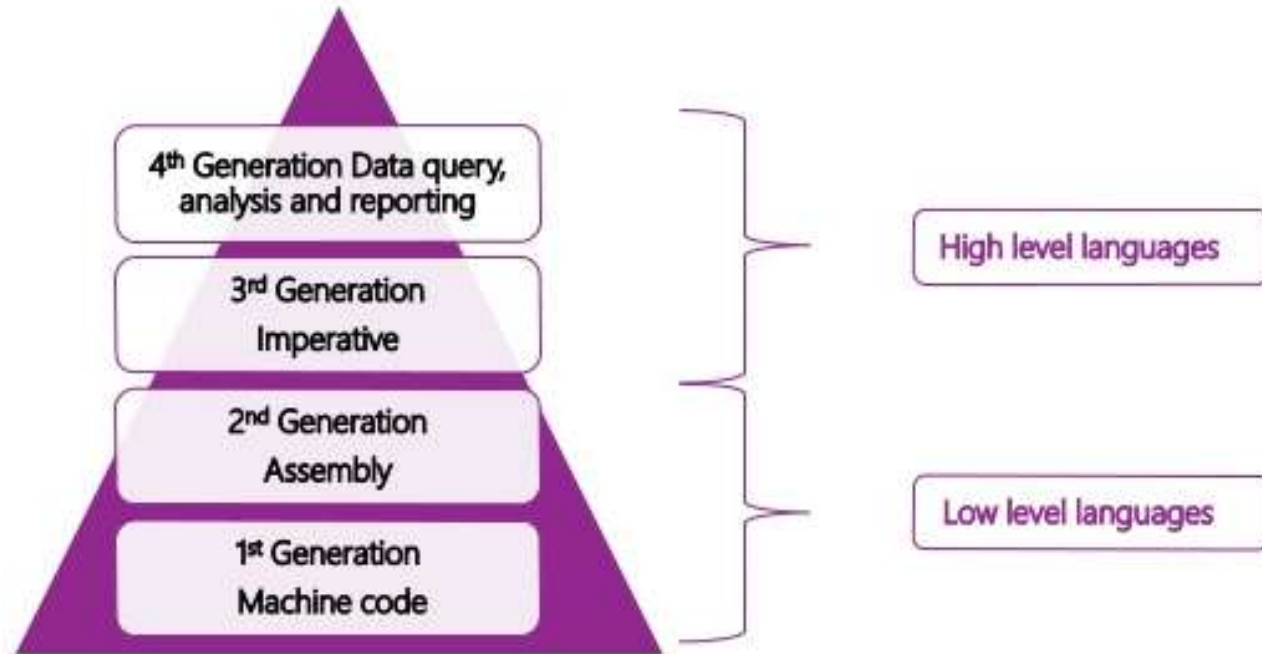 4th Generation Data query,
analysis and reporting
3rd Generation
Imperative
2nd Generation
Assembly
1st Generation
Machine code
High level languages
Low level languages